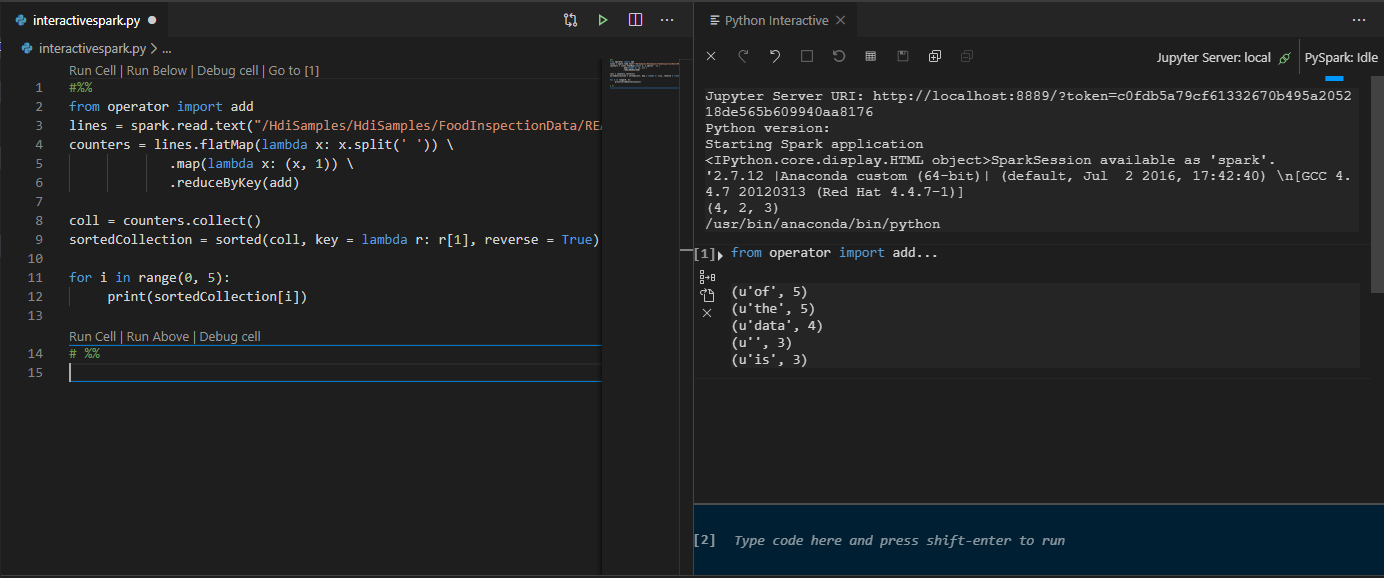 interactivespark.py
interactivespark.py > ...
Run Cell | Run Below | Debug cell | Go to [1]
1 #%%
2 from operator import add
3 lines = spark.read.text("/HdiSamples/HdiSamples/FoodInspectionData/REA
4 counters = lines.flatMap(lambda x: x.split(' ')) \
5 .map(lambda x: (x, 1)) \
6 .reduceByKey(add)
7
8 coll = counters.collect()
9 sortedCollection = sorted(coll, key = lambda r: r[1], reverse = True)
10
11 for i in range(0, 5):
12 print(sortedCollection[i])
13
Run Cell | Run Above | Debug cell
14 # %%
15
Python Interactive
Jupyter Server: local
PySpark: Idle
Jupyter Server URI: http://localhost:8889/?token=c0fdb5a79cf61332670b495a2052
18de565b609940aa8176
Python version:
Starting Spark application
<IPython.core.display.HTML object>SparkSession available as 'spark'.
'2.7.12 |Anaconda custom (64-bit)| (default, Jul  2 2016, 17:42:40) \n[GCC 4.
4.7 20120313 (Red Hat 4.4.7-1)]
(4, 2, 3)
/usr/bin/anaconda/bin/python
[1] from operator import add...
(u'of', 5)
(u'the', 5)
(u'data', 4)
(u'', 3)
(u'is', 3)
[2] Type code here and press shift-enter to run